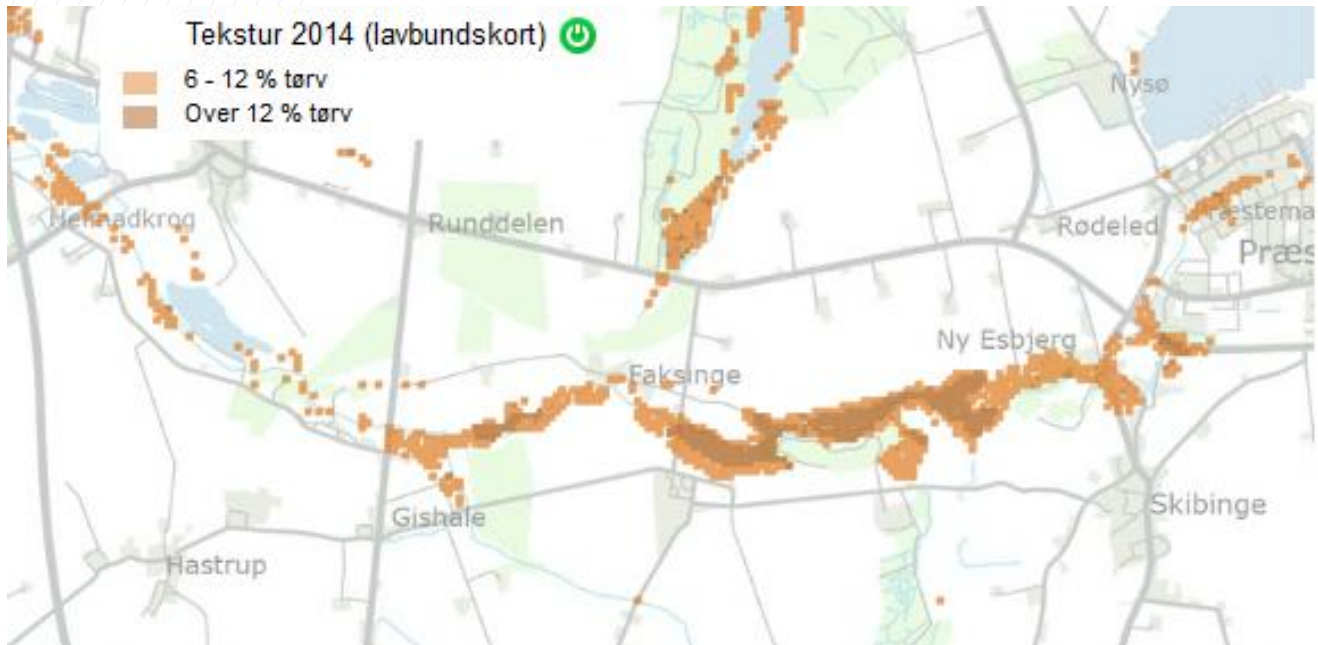 Tekstur 2014 (lavbundskort)
6 - 12 % tørv
Over 12 % tørv
Nysø
Runddelen
Rødeled
Præs
Ny Esbjerg
Faksinge
Gishale
Skibinge
Hastrup